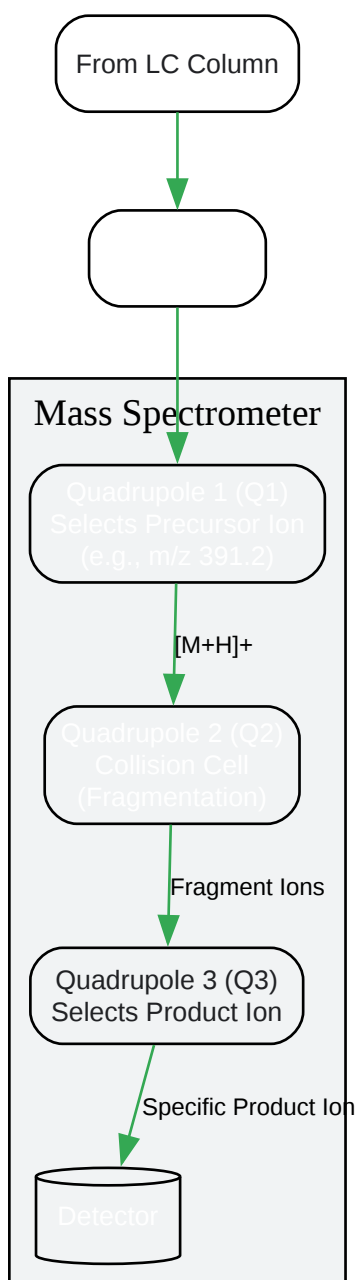 From LC Column
Mass Spectrometer
Quadrupole 1 (Q1)
Selects Precursor Ion
(e.g., m/z 391.2)
[M+H]+
Quadrupole 2 (Q2)
Collision Cell
(Fragmentation)
Fragment Ions
Quadrupole 3 (Q3)
Selects Product Ion
Specific Product Ion
Detector